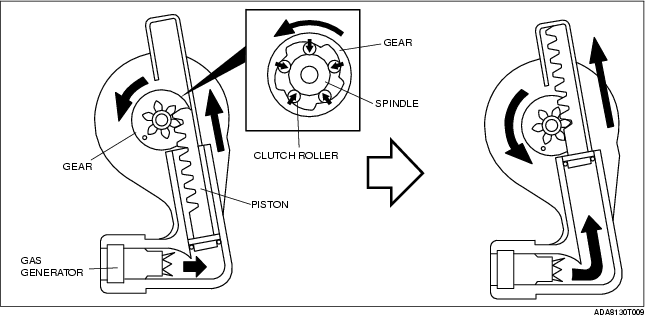 GEAR
SPINDLE
CLUTCH ROLLER
GEAR
PISTON
GAS
GENERATOR
ADA8130T009